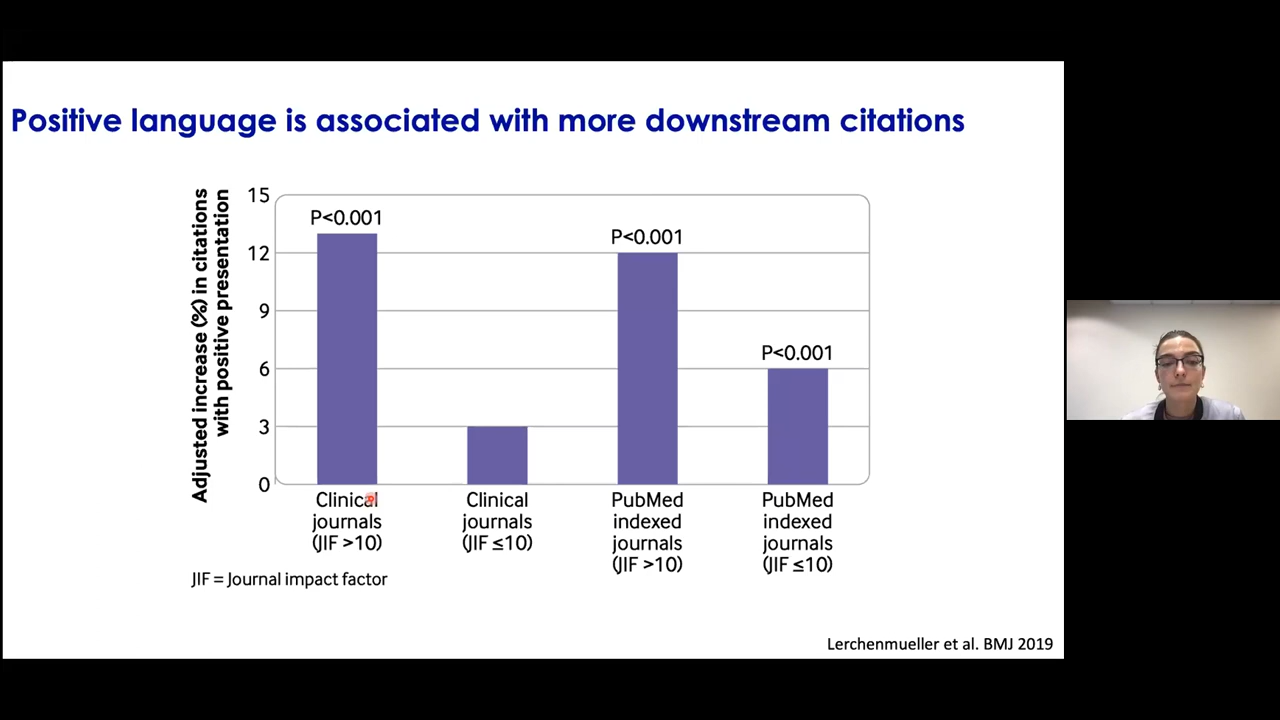 Positive language is associated with more downstream citations
Adjusted increase (%) in citations
with positive presentation
15
12
9
6
3
0
P<0.001
P<0.001
P<0.001
Clinical
journals
(JIF >10)
Clinical
journals
(JIF ≤10)
PubMed
indexed
journals
(JIF >10)
PubMed
indexed
journals
(JIF ≤10)
JIF = Journal impact factor
Lerchenmueller et al. BMJ 2019